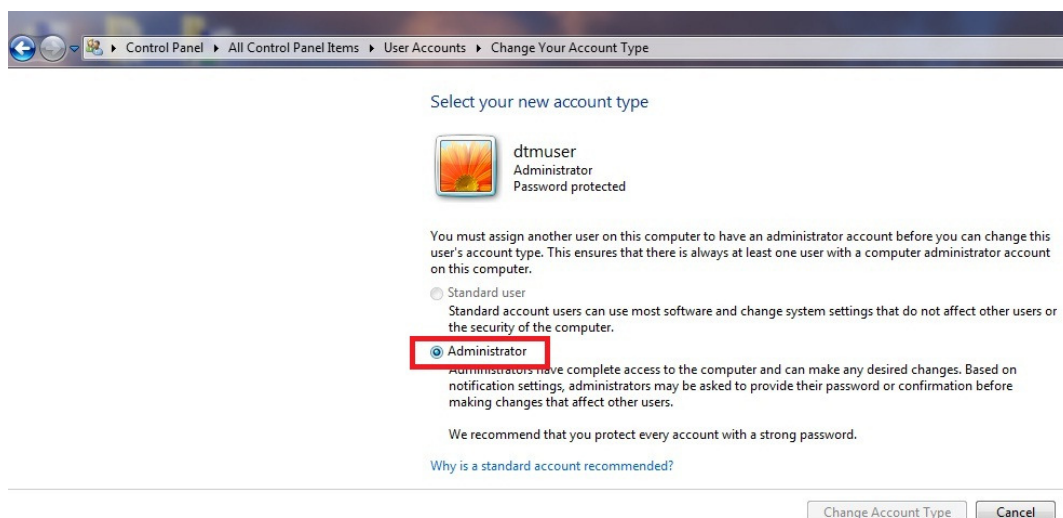 Control Panel ▸ All Control Panel Items ▸ User Accounts ▸ Change Your Account Type
Select your new account type
dtmuser
Administrator
Password protected
You must assign another user on this computer to have an administrator account before you can change this
user's account type. This ensures that there is always at least one user with a computer administrator account
on this computer.
Standard user
Standard account users can use most software and change system settings that do not affect other users or
the security of the computer.
Administrator
Administrators have complete access to the computer and can make any desired changes. Based on
notification settings, administrators may be asked to provide their password or confirmation before
making changes that affect other users.
We recommend that you protect every account with a strong password.
Why is a standard account recommended?
Change Account Type Cancel